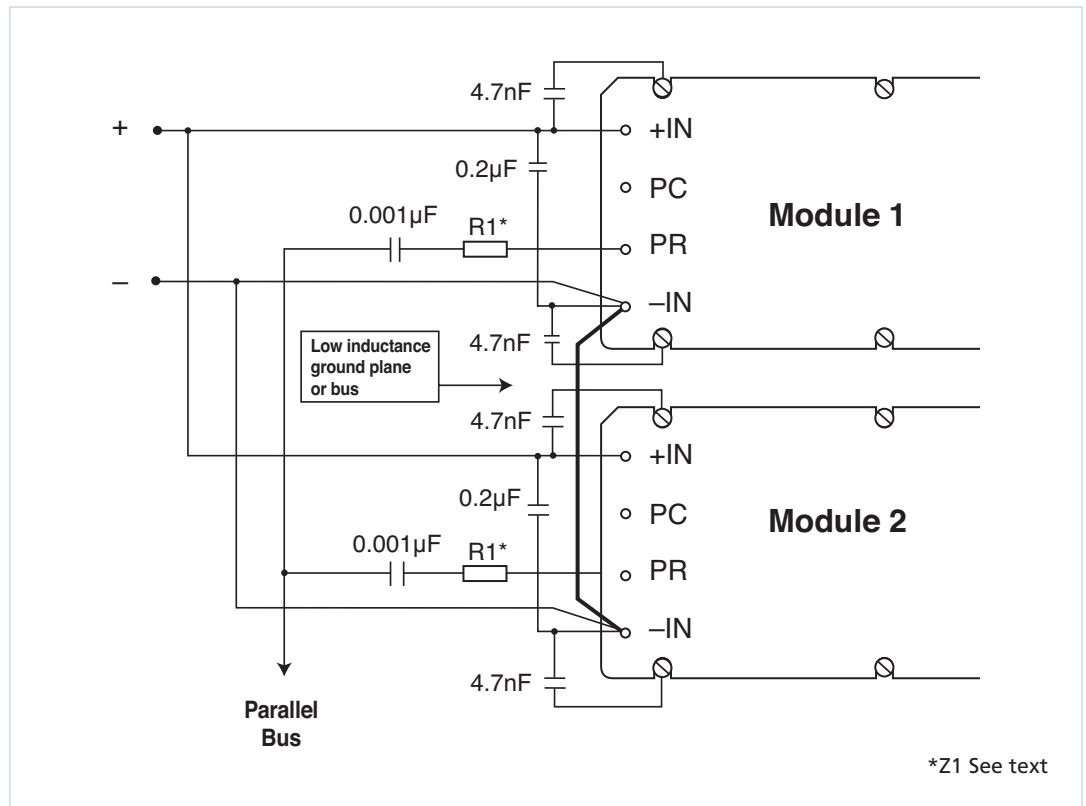 4.7nF
+
+IN
0.2µF
PC
Module 1
0.001µF
R1*
PR
–
–IN
4.7nF
Low inductance
ground plane
or bus
4.7nF
+IN
0.2µF
PC
Module 2
0.001µF
R1*
PR
–IN
4.7nF
Parallel
Bus
*Z1 See text